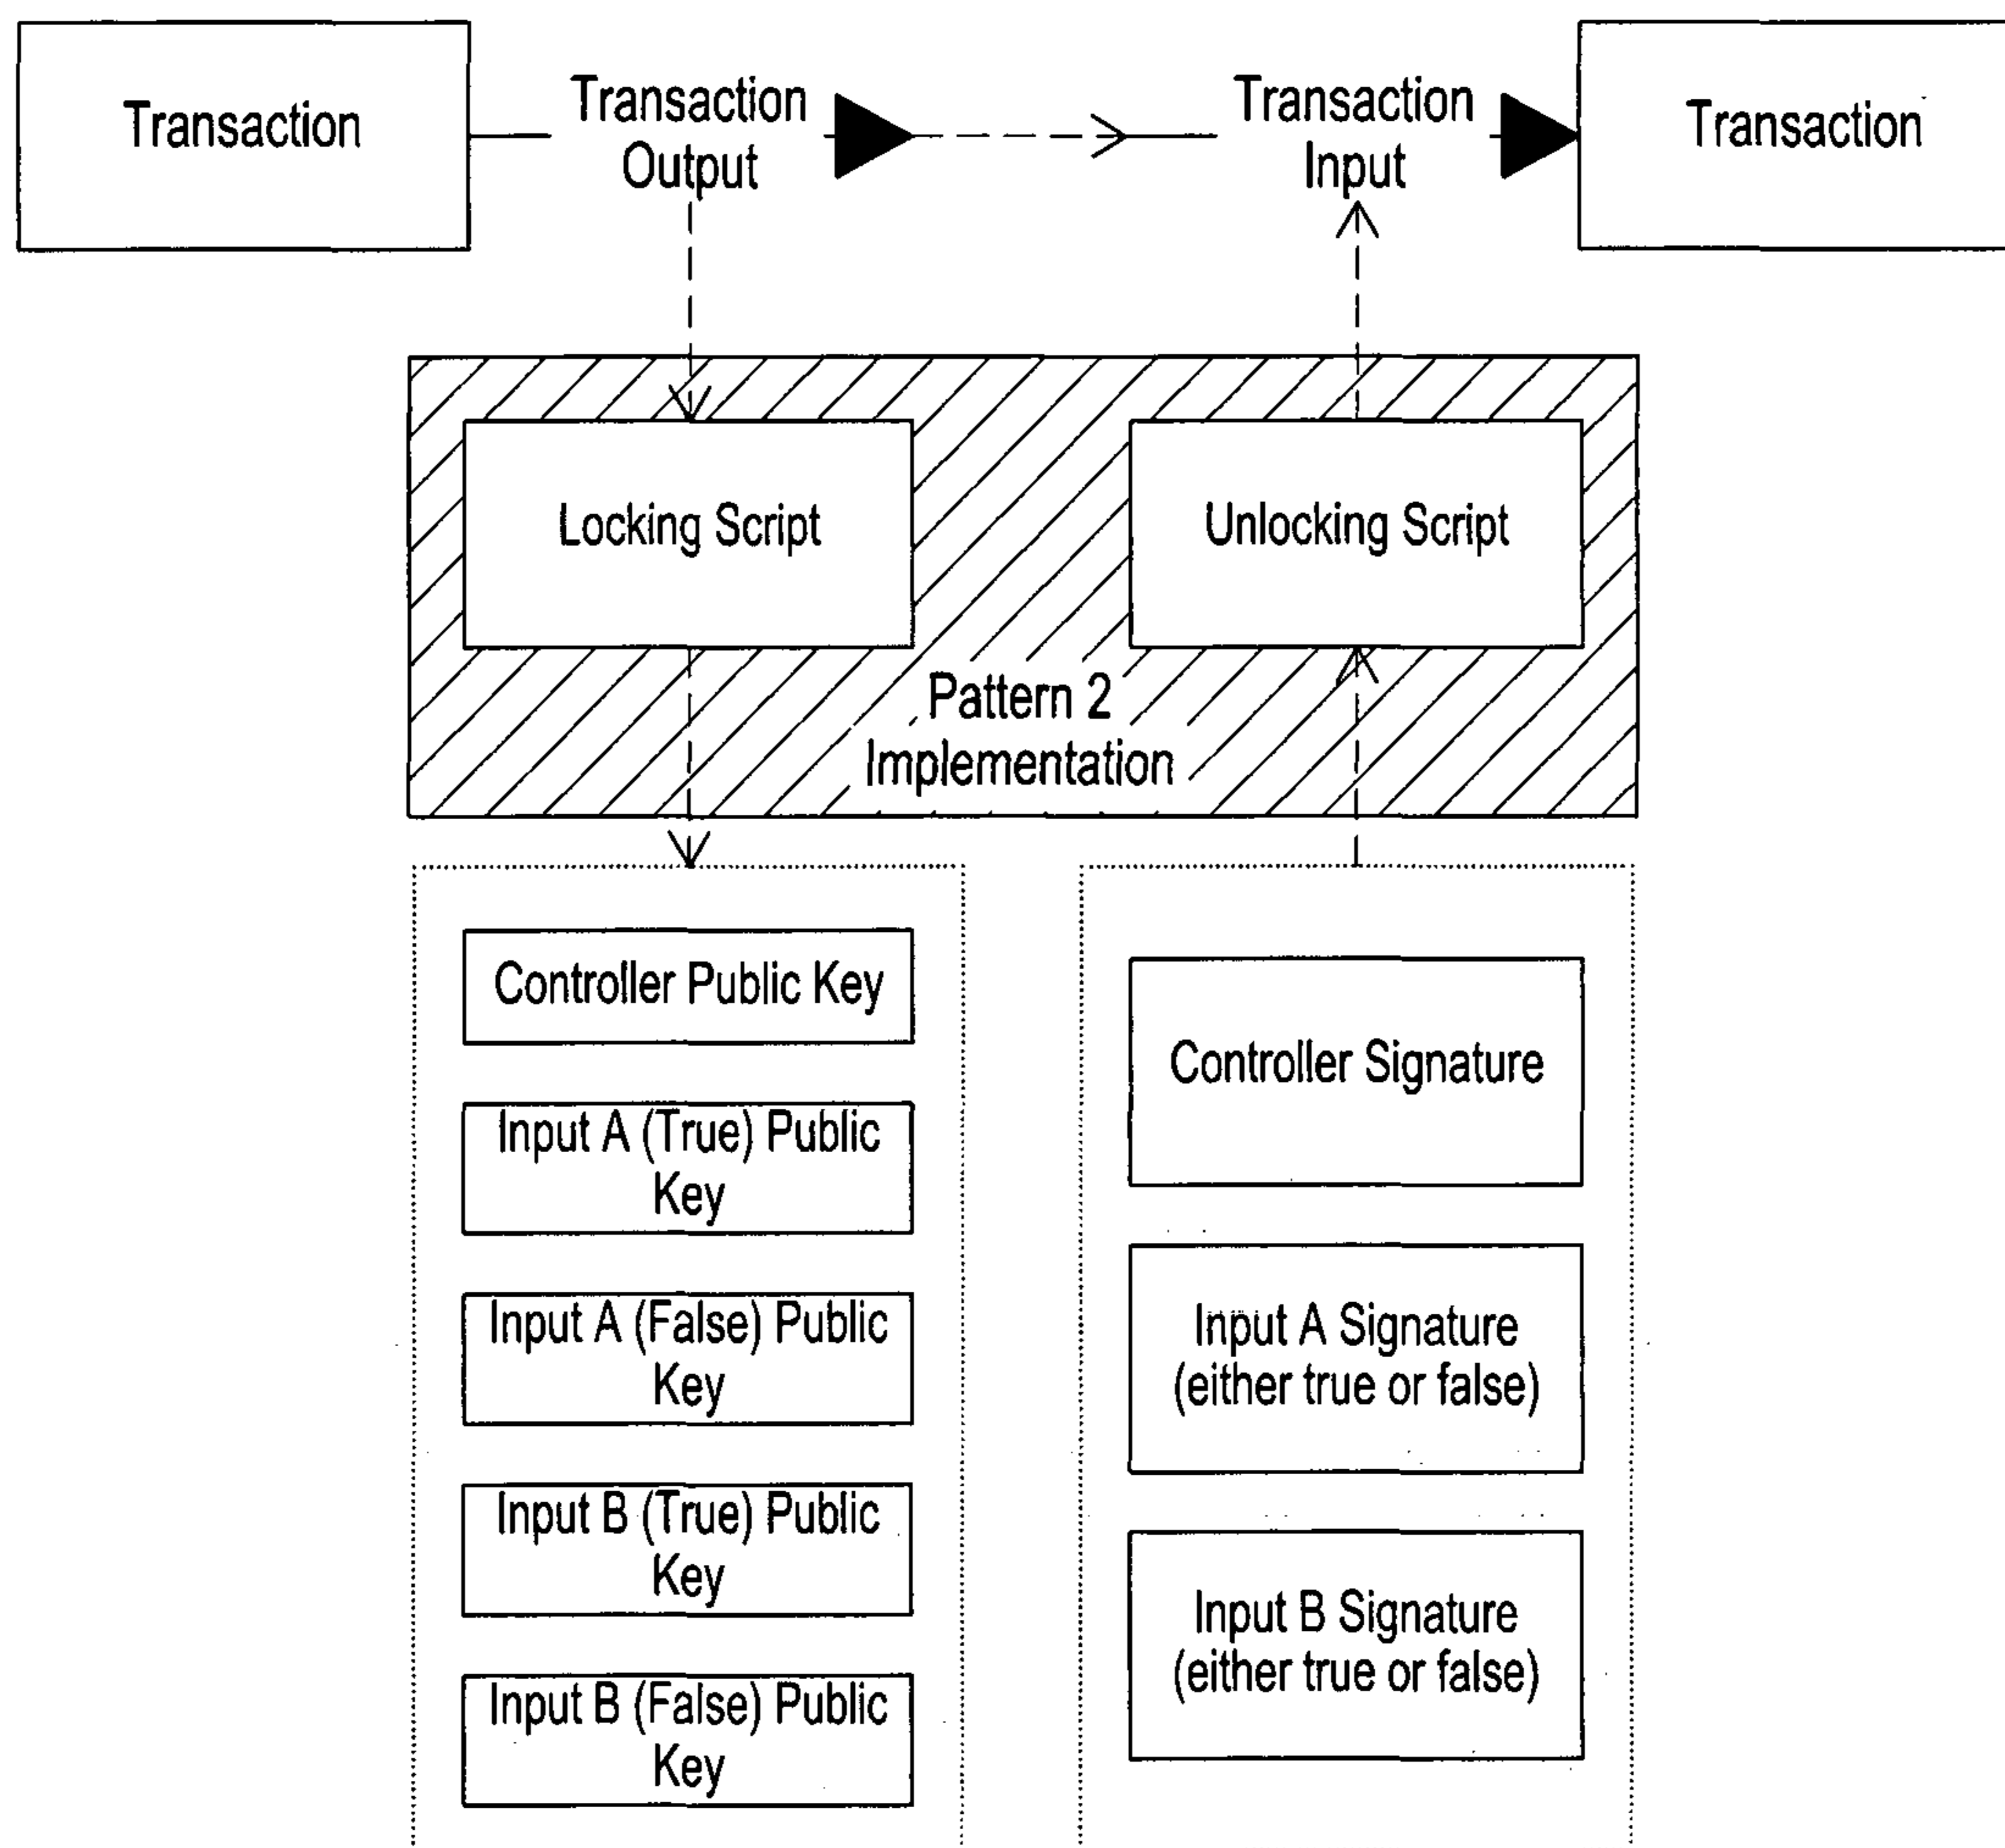 Transaction
Transaction
Output
Transaction
Input
Transaction
Locking Script
Unlocking Script
Pattern 2
Implementation
Controller Public Key
Input A (True) Public
Key
Input A (False) Public
Key
Input B (True) Public
Key
Input B (False) Public
Key
Controller Signature
Input A Signature
(either true or false)
Input B Signature
(either true or false)